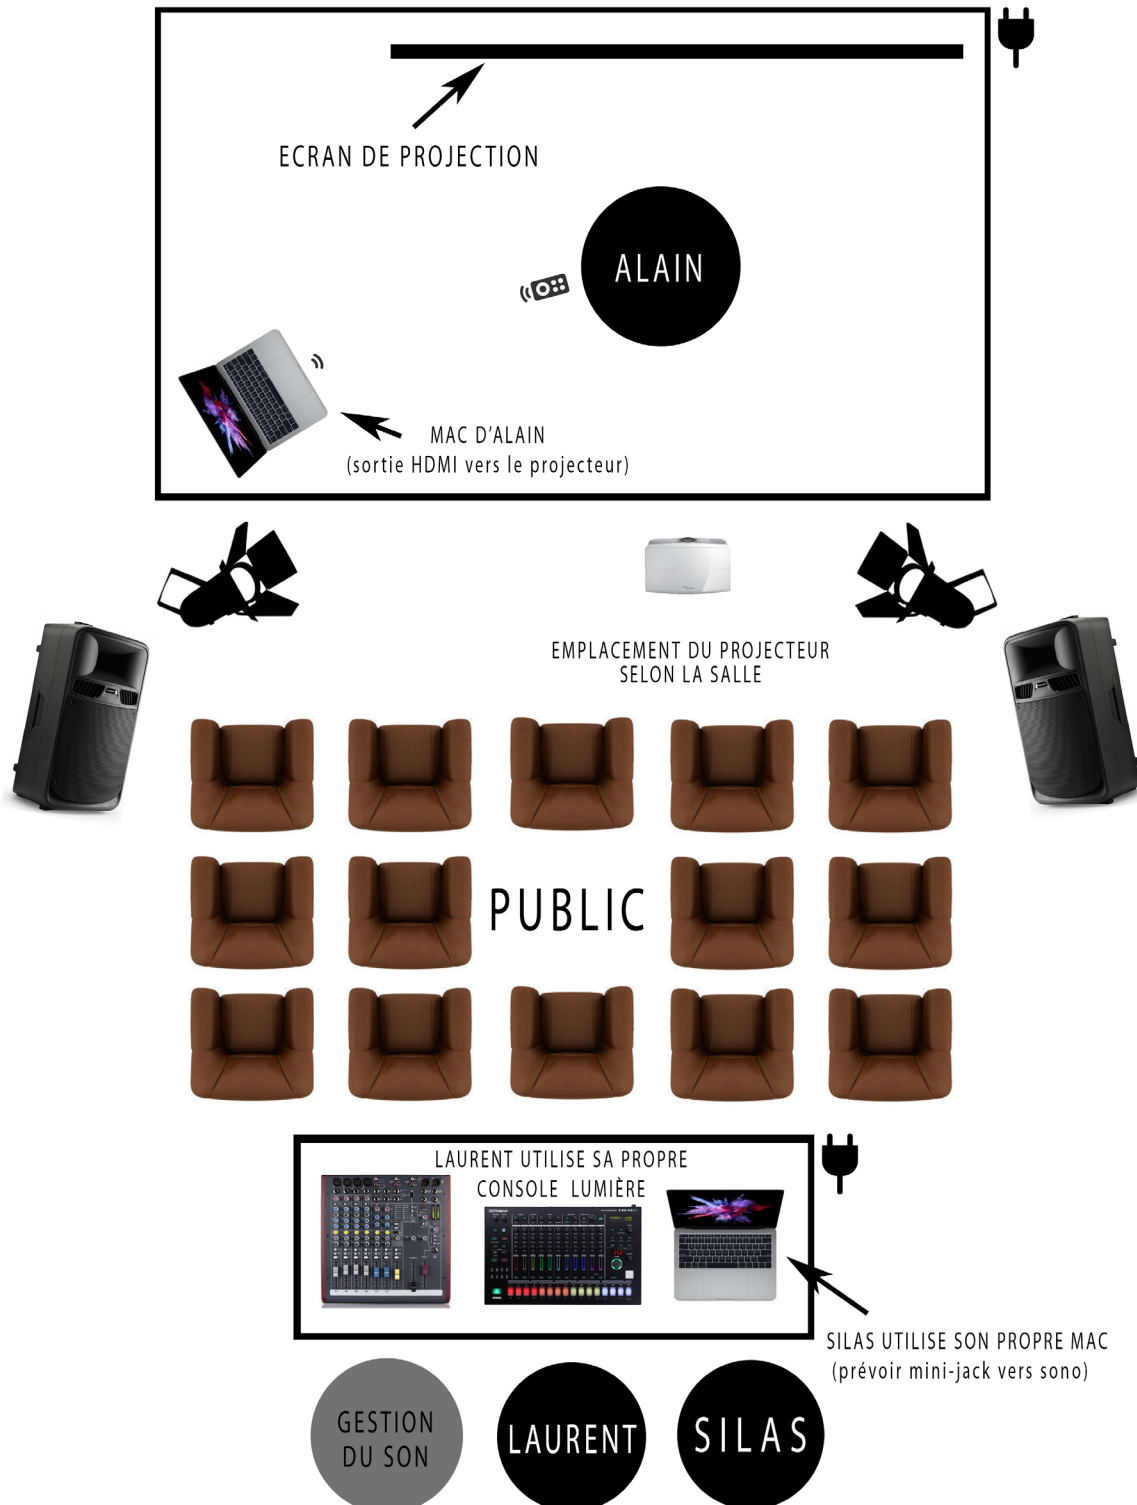 ECRAN DE PROJECTION
ALAIN
MAC D'ALAIN
(sortie HDMI vers le projecteur)
EMPLACEMENT DU PROJECTEUR
SELON LA SALLE
PUBLIC
LAURENT UTILISE SA PROPRE
CONSOLE LUMIÈRE
SILAS UTILISE SON PROPRE MAC
(prévoir mini-jack vers sono)
GESTION
DU SON
LAURENT
SILAS